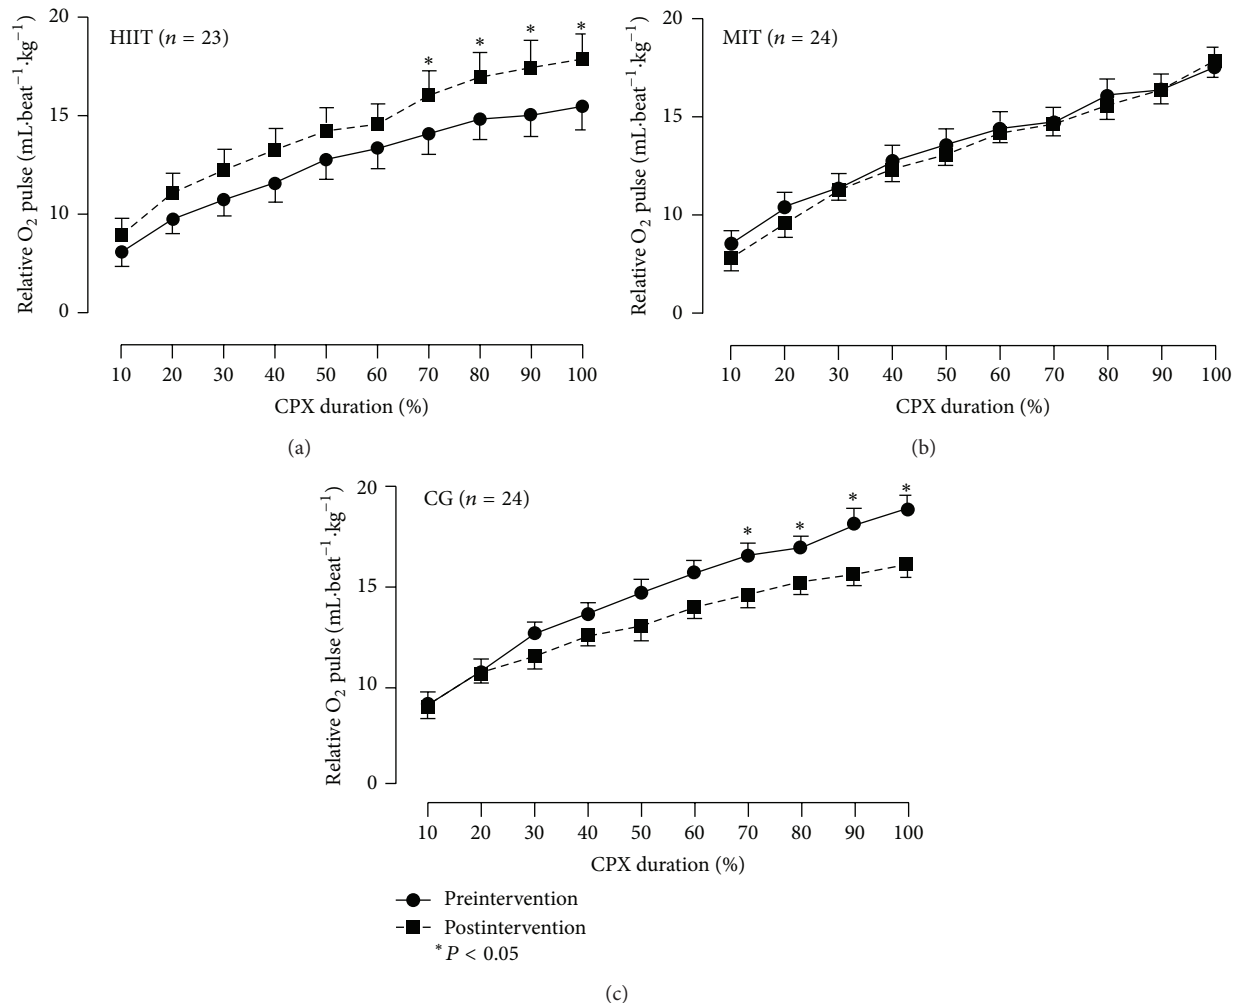 HIIT (n = 23)
Relative O₂ pulse (mL·beat⁻¹·kg⁻¹)
20
15
10
0
* * * *
10 20 30 40 50 60 70 80 90 100
CPX duration (%)
(a)
MIT (n = 24)
Relative O₂ pulse (mL·beat⁻¹·kg⁻¹)
20
15
10
0
10 20 30 40 50 60 70 80 90 100
CPX duration (%)
(b)
CG (n = 24)
Relative O₂ pulse (mL·beat⁻¹·kg⁻¹)
20
15
10
0
* * * *
10 20 30 40 50 60 70 80 90 100
CPX duration (%)
Preintervention
Postintervention
*P < 0.05
(c)